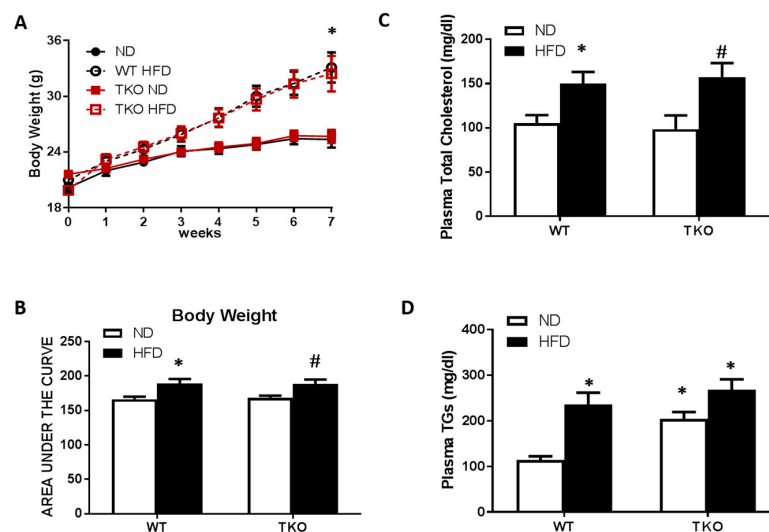 A
ND
WT HFD
TKO ND
TKO HFD
*
Body Weight (g)
36
30
24
18
0 1 2 3 4 5 6 7
weeks
B
Body Weight
ND
HFD
AREA UNDER THE CURVE
250
200
150
100
50
0
* #
WT TKO
C
ND
HFD
Plasma Total Cholesterol (mg/dl)
200
150
100
50
0
* #
WT TKO
D
ND
HFD
Plasma TGs (mg/dl)
400
300
200
100
0
* * *
WT TKO